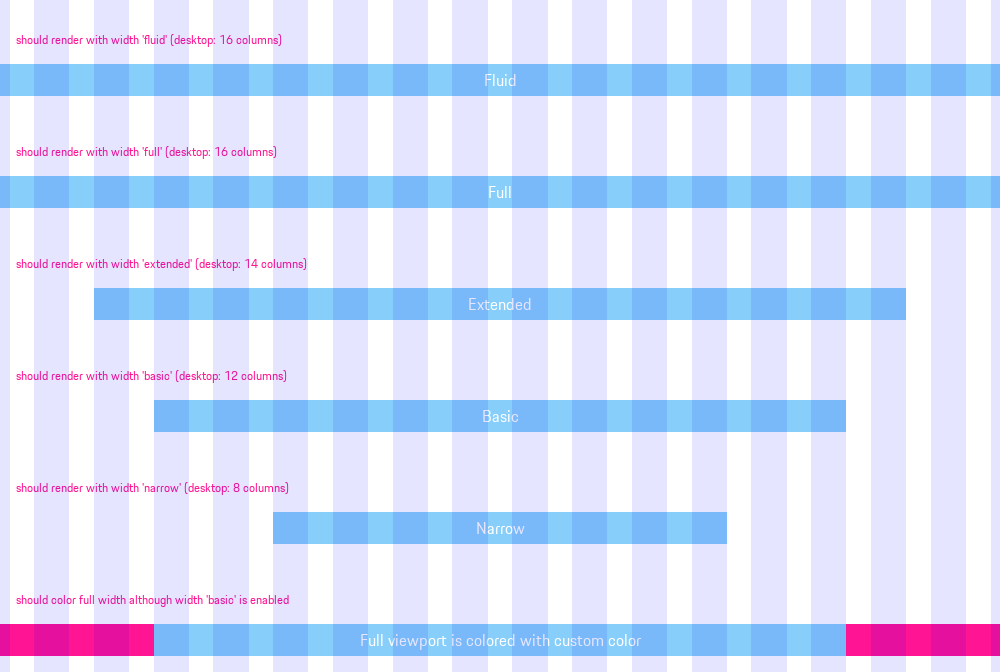 should render with width 'fluid' (desktop: 16 columns)
Fluid
should render with width 'full' (desktop: 16 columns)
Full
should render with width 'extended' (desktop: 14 columns)
Extended
should render with width 'basic' (desktop: 12 columns)
Basic
should render with width 'narrow' (desktop: 8 columns)
Narrow
should color full width although width 'basic' is enabled
Full viewport is colored with custom color